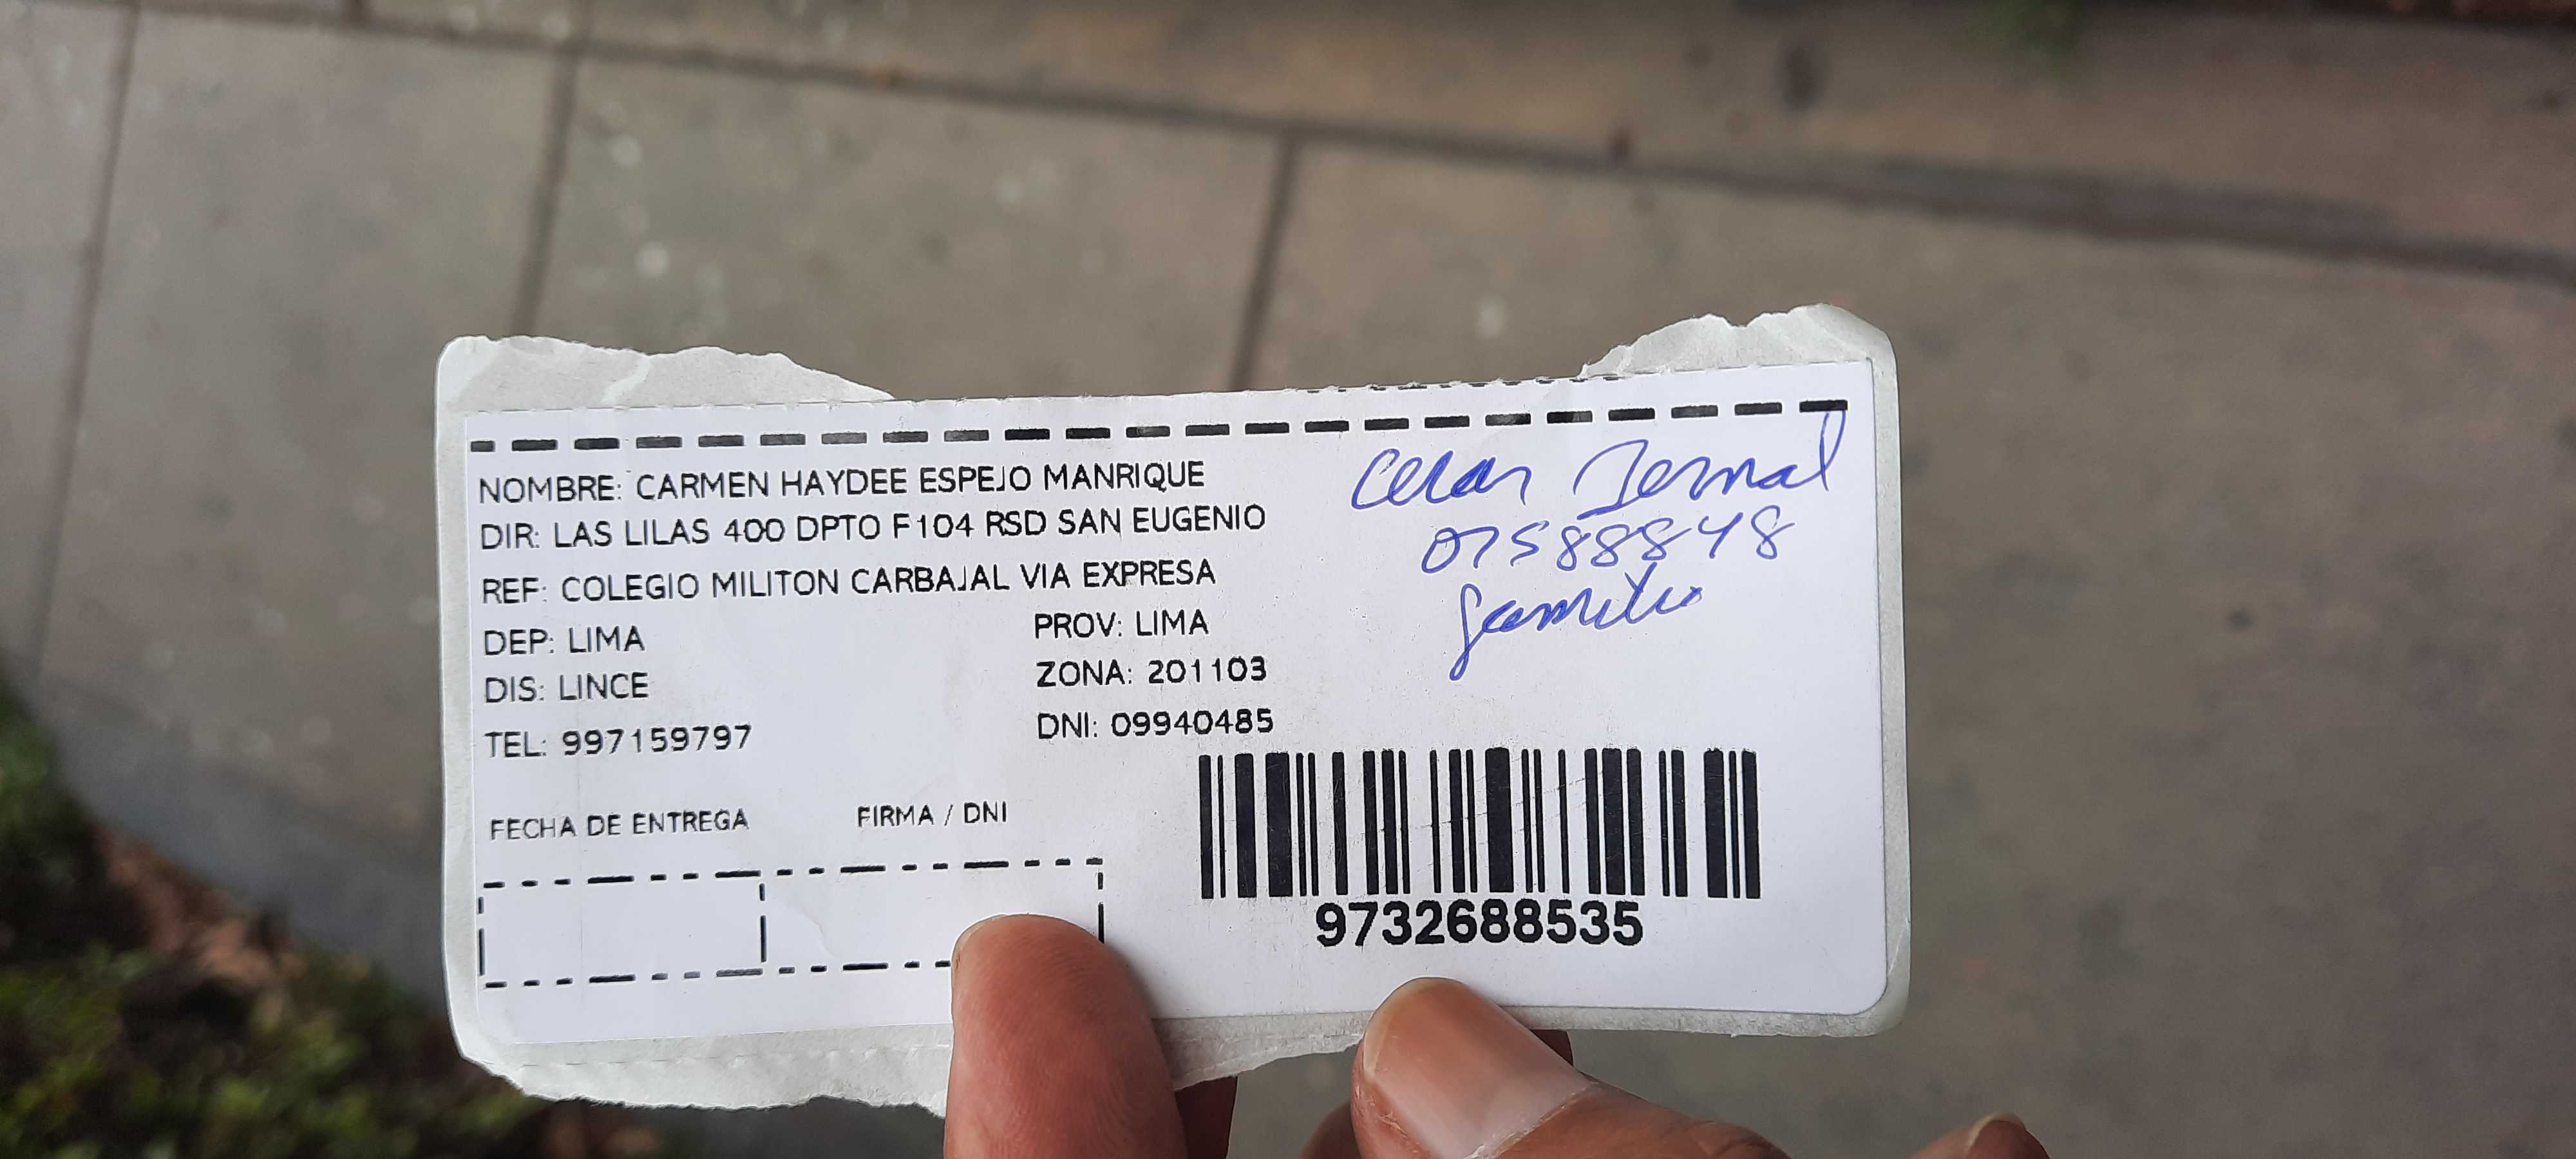 NOMBRE: CARMEN HAYDEE ESPEJO MANRIQUE
DIR: LAS LILAS 400 DPTO F104 RSD SAN EUGENIO
REF: COLEGIO MILITON CARBAJAL VIA EXPRESA
DEP: LIMA PROV: LIMA
DIS: LINCE ZONA: 201103
TEL: 997159797 DNI: 09940485
FECHA DE ENTREGA FIRMA / DNI
9732688535
Bernal
07588848